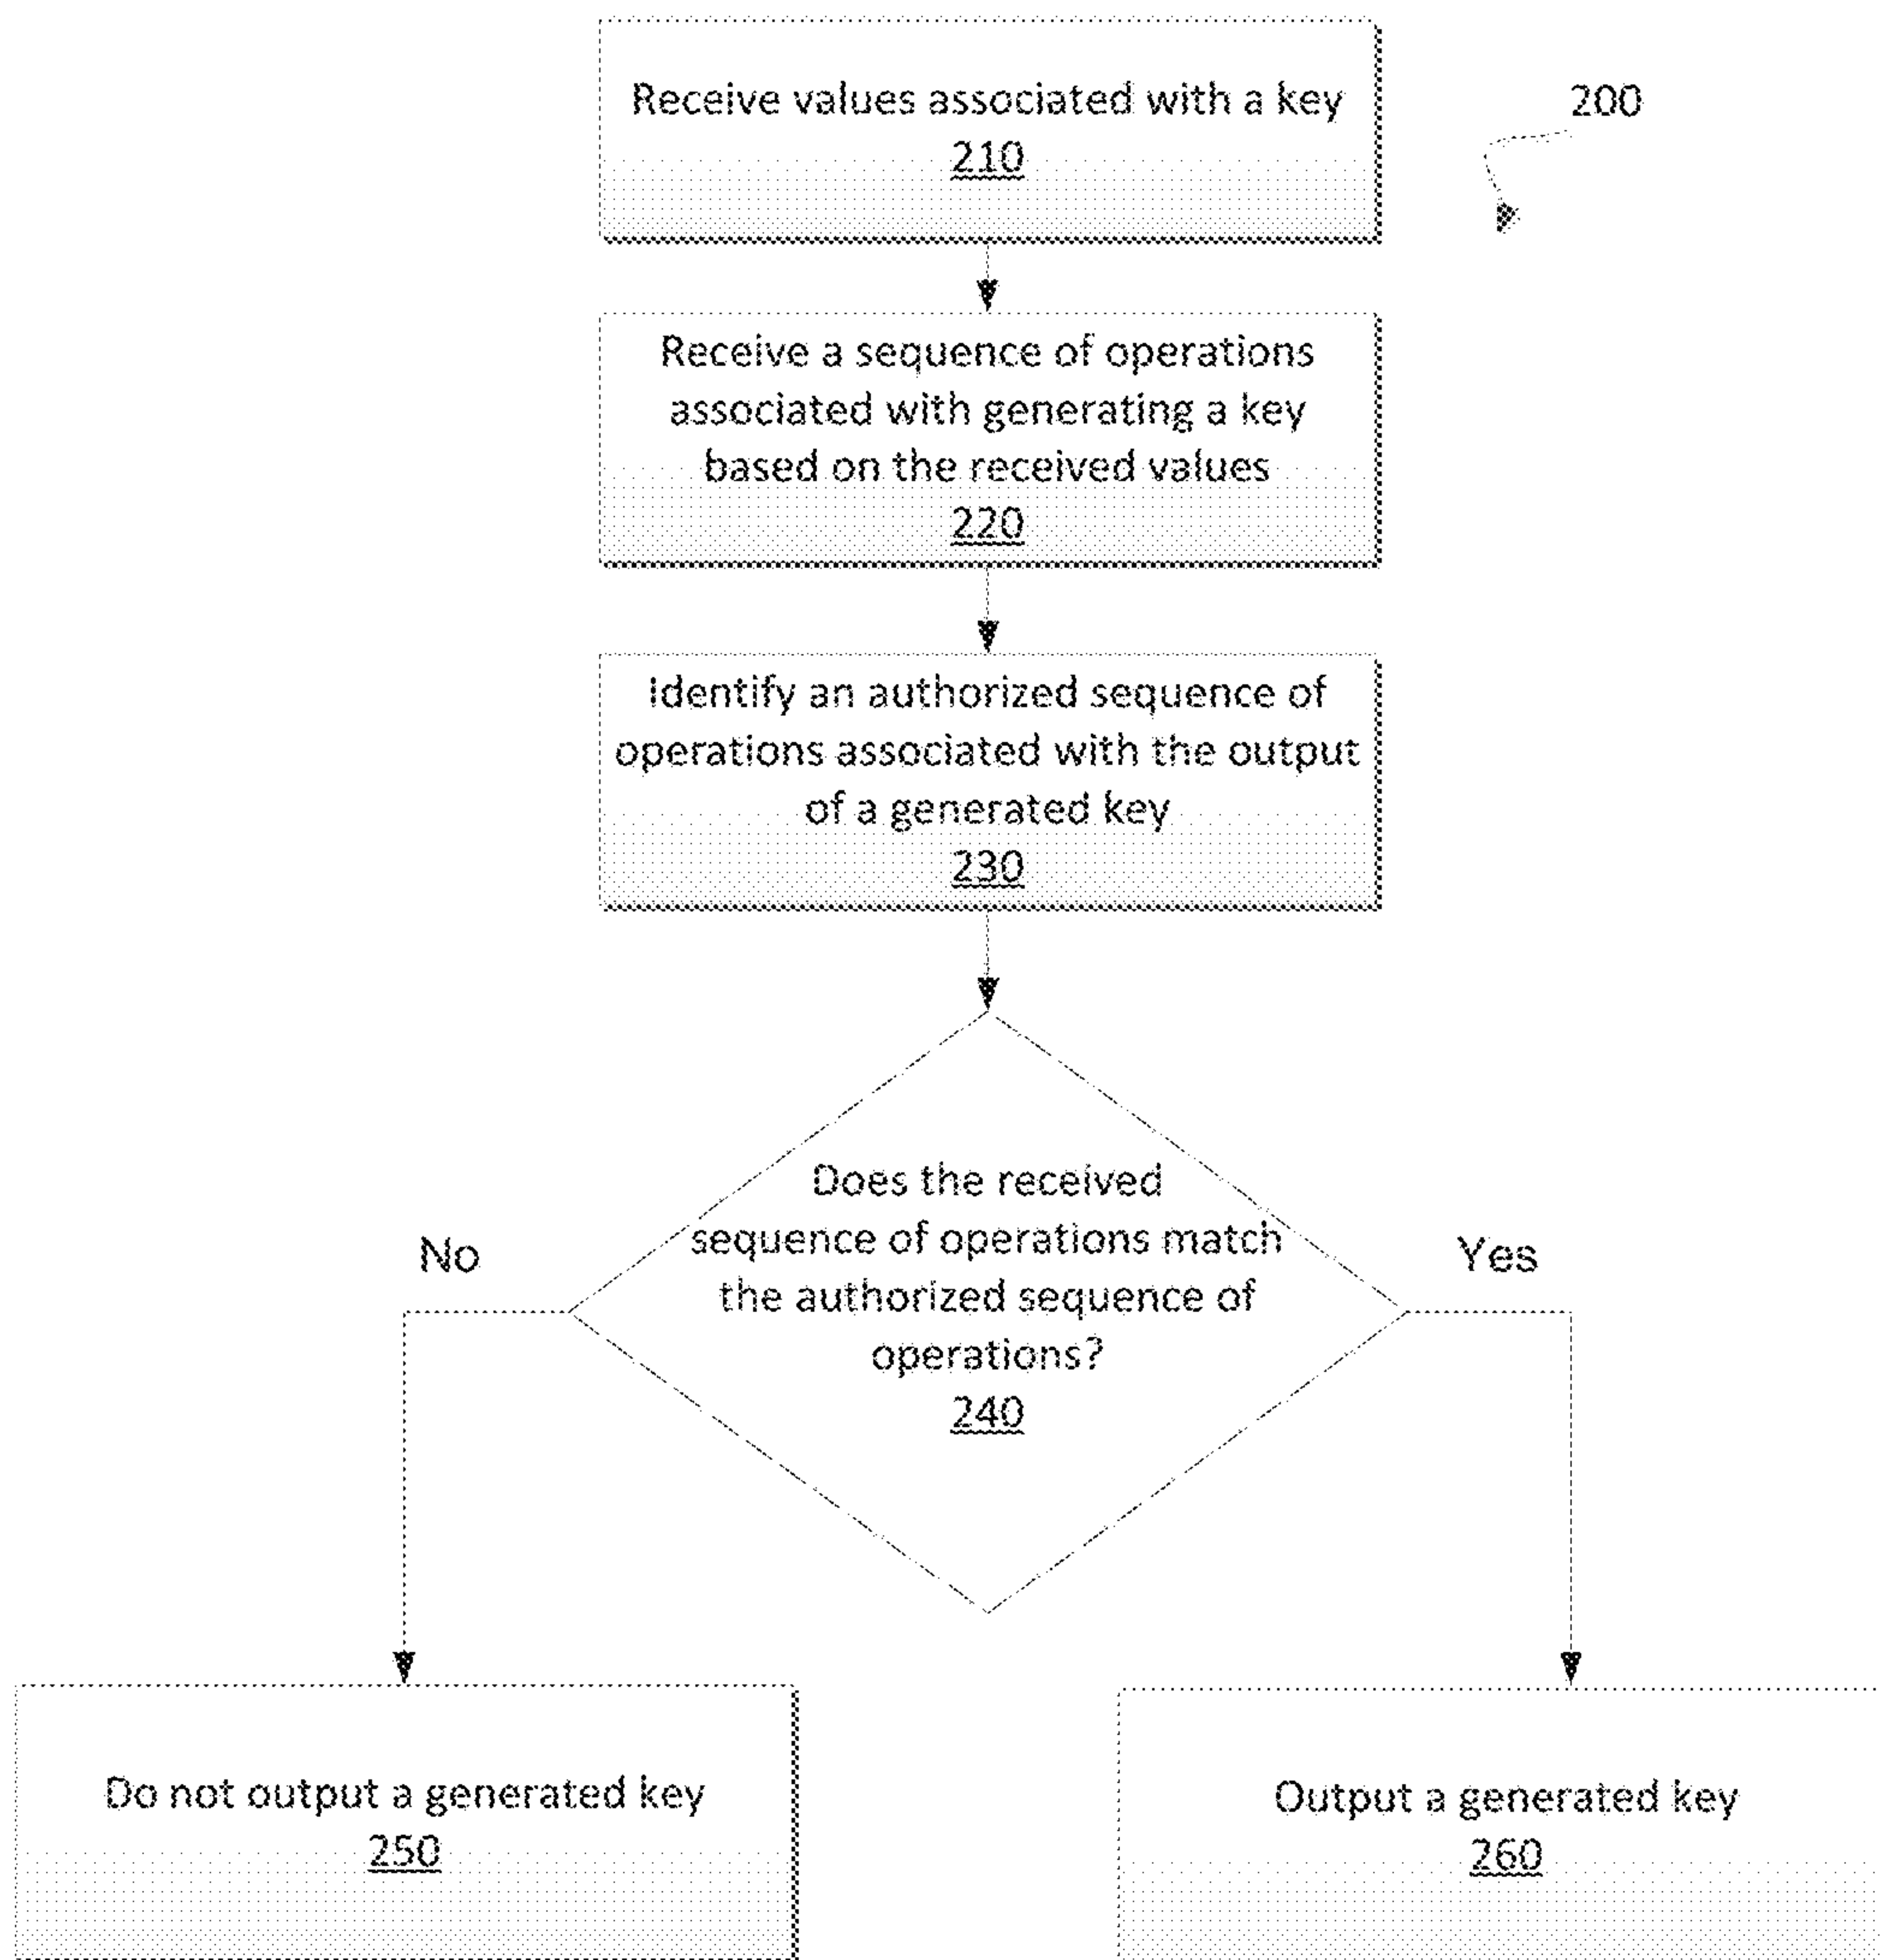 Receive values associated with a key
210
200
Receive a sequence of operations
associated with generating a key
based on the received values
220
Identify an authorized sequence of
operations associated with the output
of a generated key
230
Does the received
sequence of operations match
the authorized sequence of
operations?
240
No
Yes
Do not output a generated key
250
Output a generated key
260